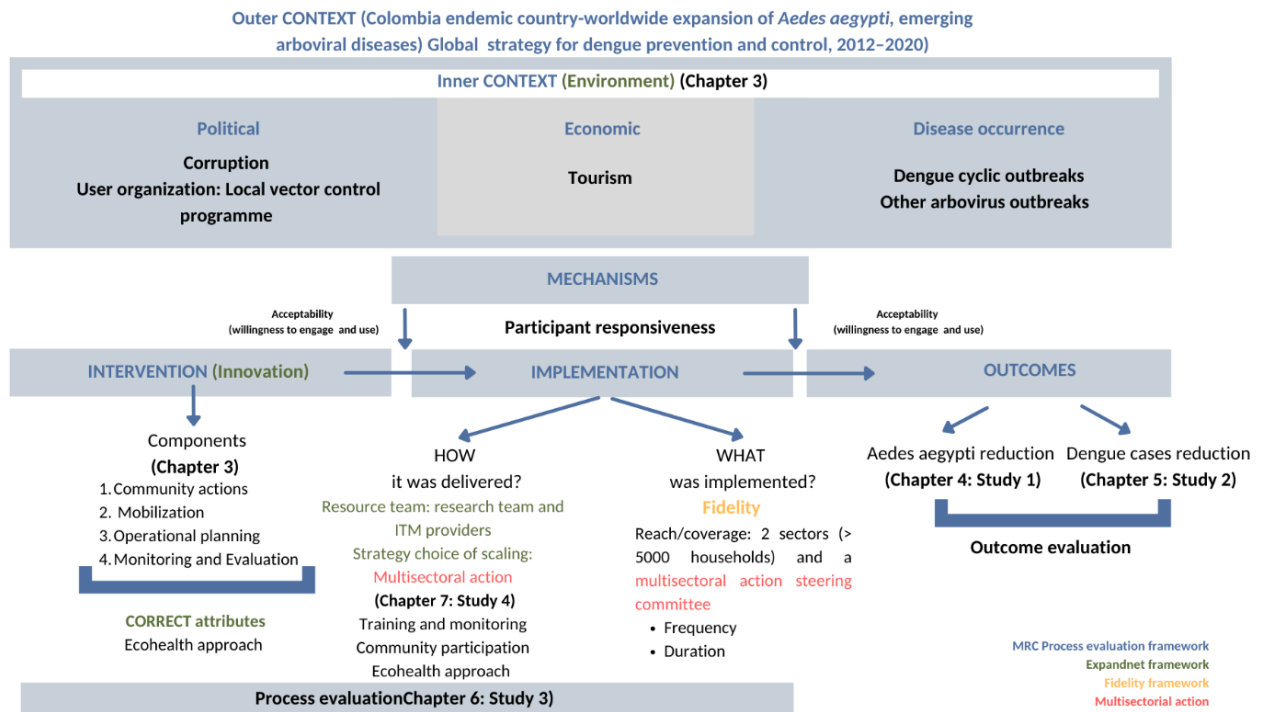 Outer CONTEXT (Colombia endemic country-worldwide expansion of Aedes aegypti, emerging
arboviral diseases) Global strategy for dengue prevention and control, 2012–2020)
Inner CONTEXT (Environment) (Chapter 3)
Political
Corruption
User organization: Local vector control
programme
Economic
Tourism
Disease occurrence
Dengue cyclic outbreaks
Other arbovirus outbreaks
MECHANISMS
Acceptability
(willingness to engage and use)
Participant responsiveness
Acceptability
(willingness to engage and use)
INTERVENTION (Innovation)
IMPLEMENTATION
OUTCOMES
Components
(Chapter 3)
1. Community actions
2. Mobilization
3. Operational planning
4. Monitoring and Evaluation
CORRECT attributes
Ecohealth approach
HOW
it was delivered?
Resource team: research team and
ITM providers
Strategy choice of scaling:
Multisectoral action
(Chapter 7: Study 4)
Training and monitoring
Community participation
Ecohealth approach
WHAT
was implemented?
Fidelity
Reach/coverage: 2 sectors (>
5000 households) and a
multisectoral action steering
committee
• Frequency
• Duration
Aedes aegypti reduction
(Chapter 4: Study 1)
Dengue cases reduction
(Chapter 5: Study 2)
Outcome evaluation
Process evaluationChapter 6: Study 3)
MRC Process evaluation framework
Expandnet framework
Fidelity framework
Multisectorial action